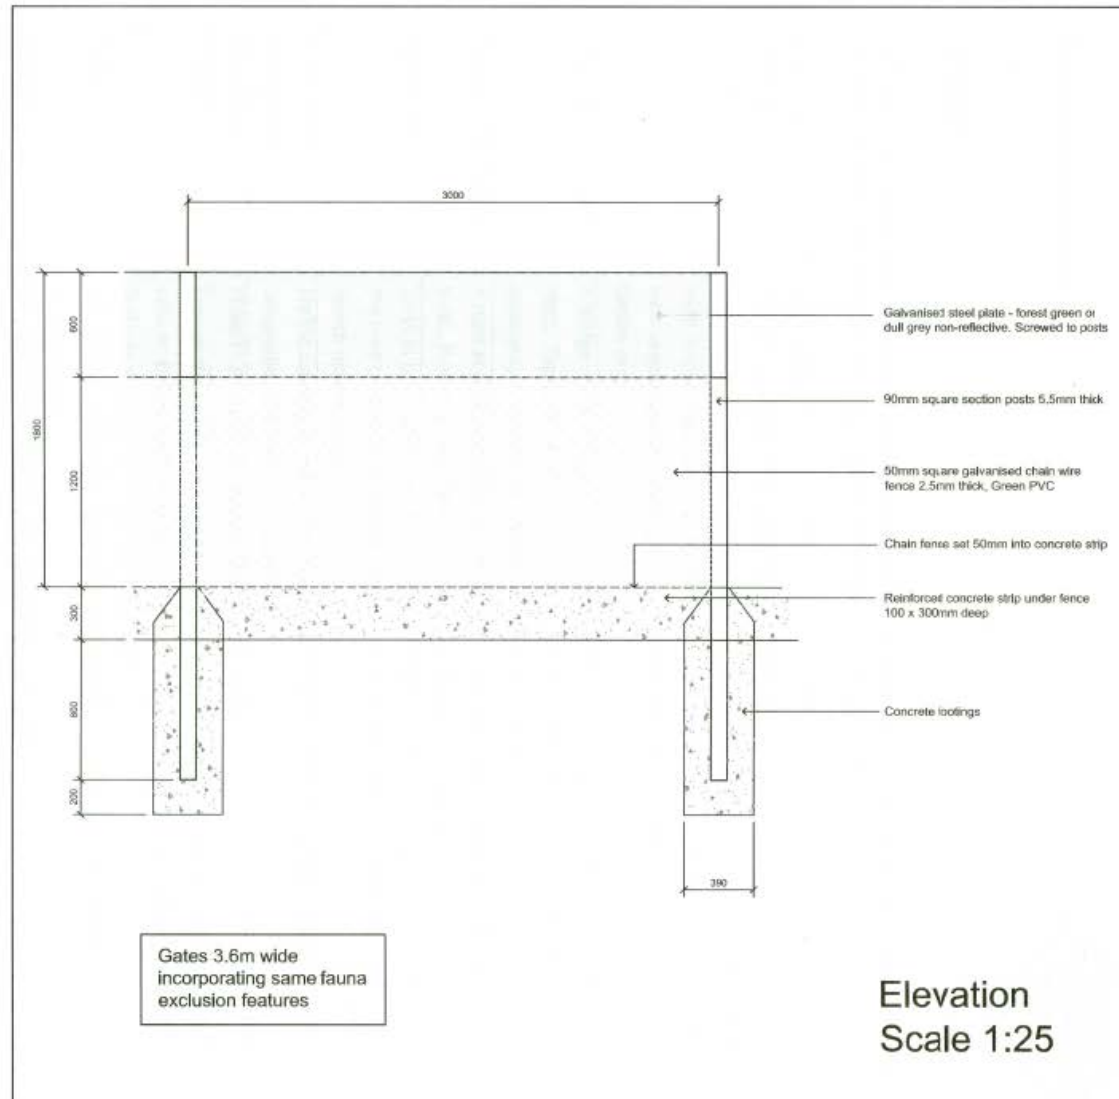 3000
Galvanised steel plate - forest green or
dull grey non-reflective. Screwed to posts
600
90mm square section posts 5.5mm thick
1800
1200
50mm square galvanised chain wire
fence 2.5mm thick, Green PVC
Chain fence set 50mm into concrete strip
300
Reinforced concrete strip under fence
100 x 300mm deep
800
Concrete footings
200
390
Gates 3.6m wide
incorporating same fauna
exclusion features
Elevation
Scale 1:25